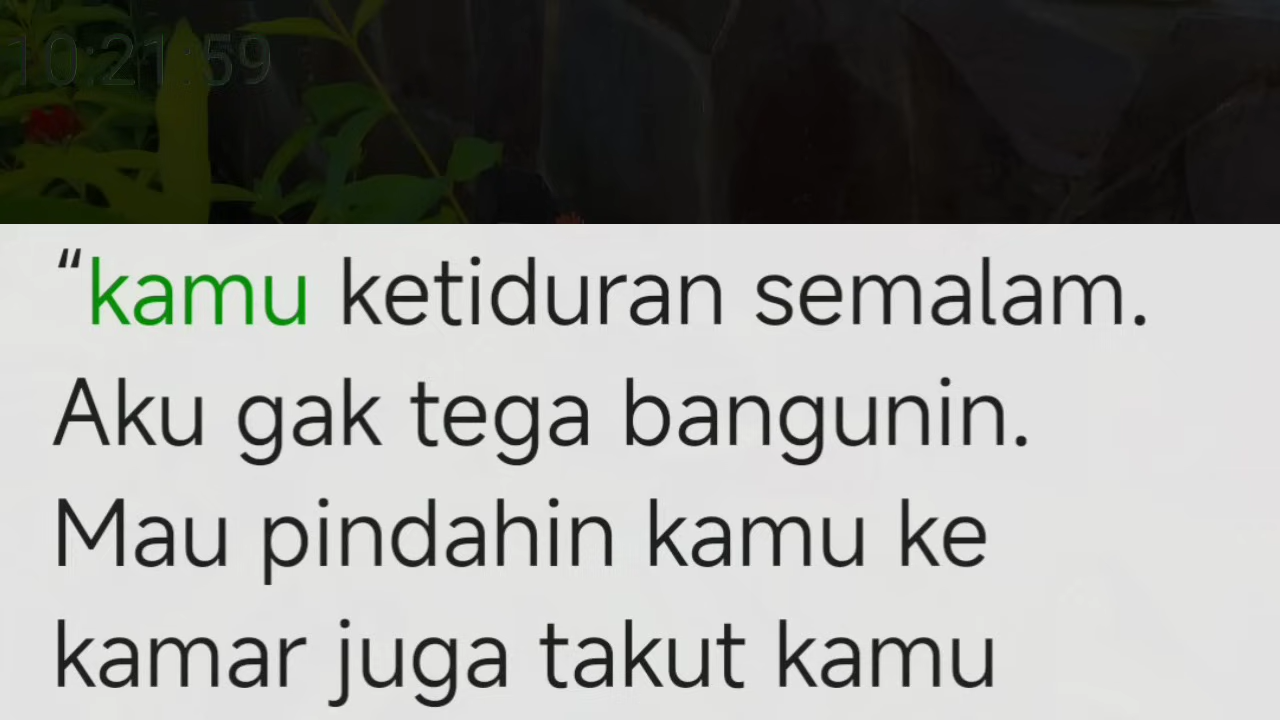 10:21:59
“kamu ketiduran semalam.
Aku gak tega bangunin.
Mau pindahin kamu ke
kamar juga takut kamu